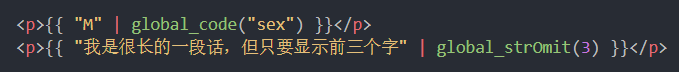 <p>{{ "M" | global_code("sex") }}</p>
<p>{{ "我是很长的一段话，但只要显示前三个字" | global_strOmit(3) }}</p>